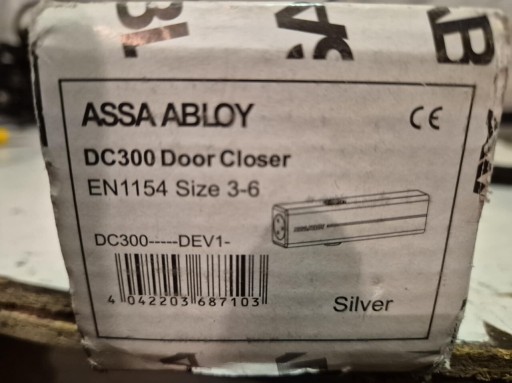 ASSA ABLOY
CE
DC300 Door Closer
EN1154 Size 3-6
DC300-----DEV1-
4 042203 687103
Silver